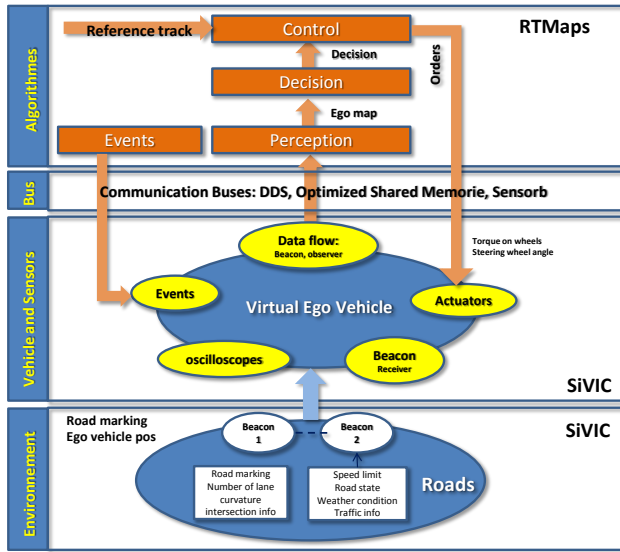 Algorithmes
Reference track
Control
RTMaps
Decision
Orders
Decision
Ego map
Events
Perception
Bus
Communication Buses: DDS, Optimized Shared Memorie, Sensorb
Vehicle and Sensors
Data flow:
Beacon, observer
Torque on wheels
Steering wheel angle
Events
Virtual Ego Vehicle
Actuators
oscilloscopes
Beacon
Receiver
SiVIC
Environnement
Road marking
Ego vehicle pos
SiVIC
Beacon
1
Beacon
2
Road marking
Number of lane
curvature
intersection info
Speed limit
Road state
Weather condition
Traffic info
Roads